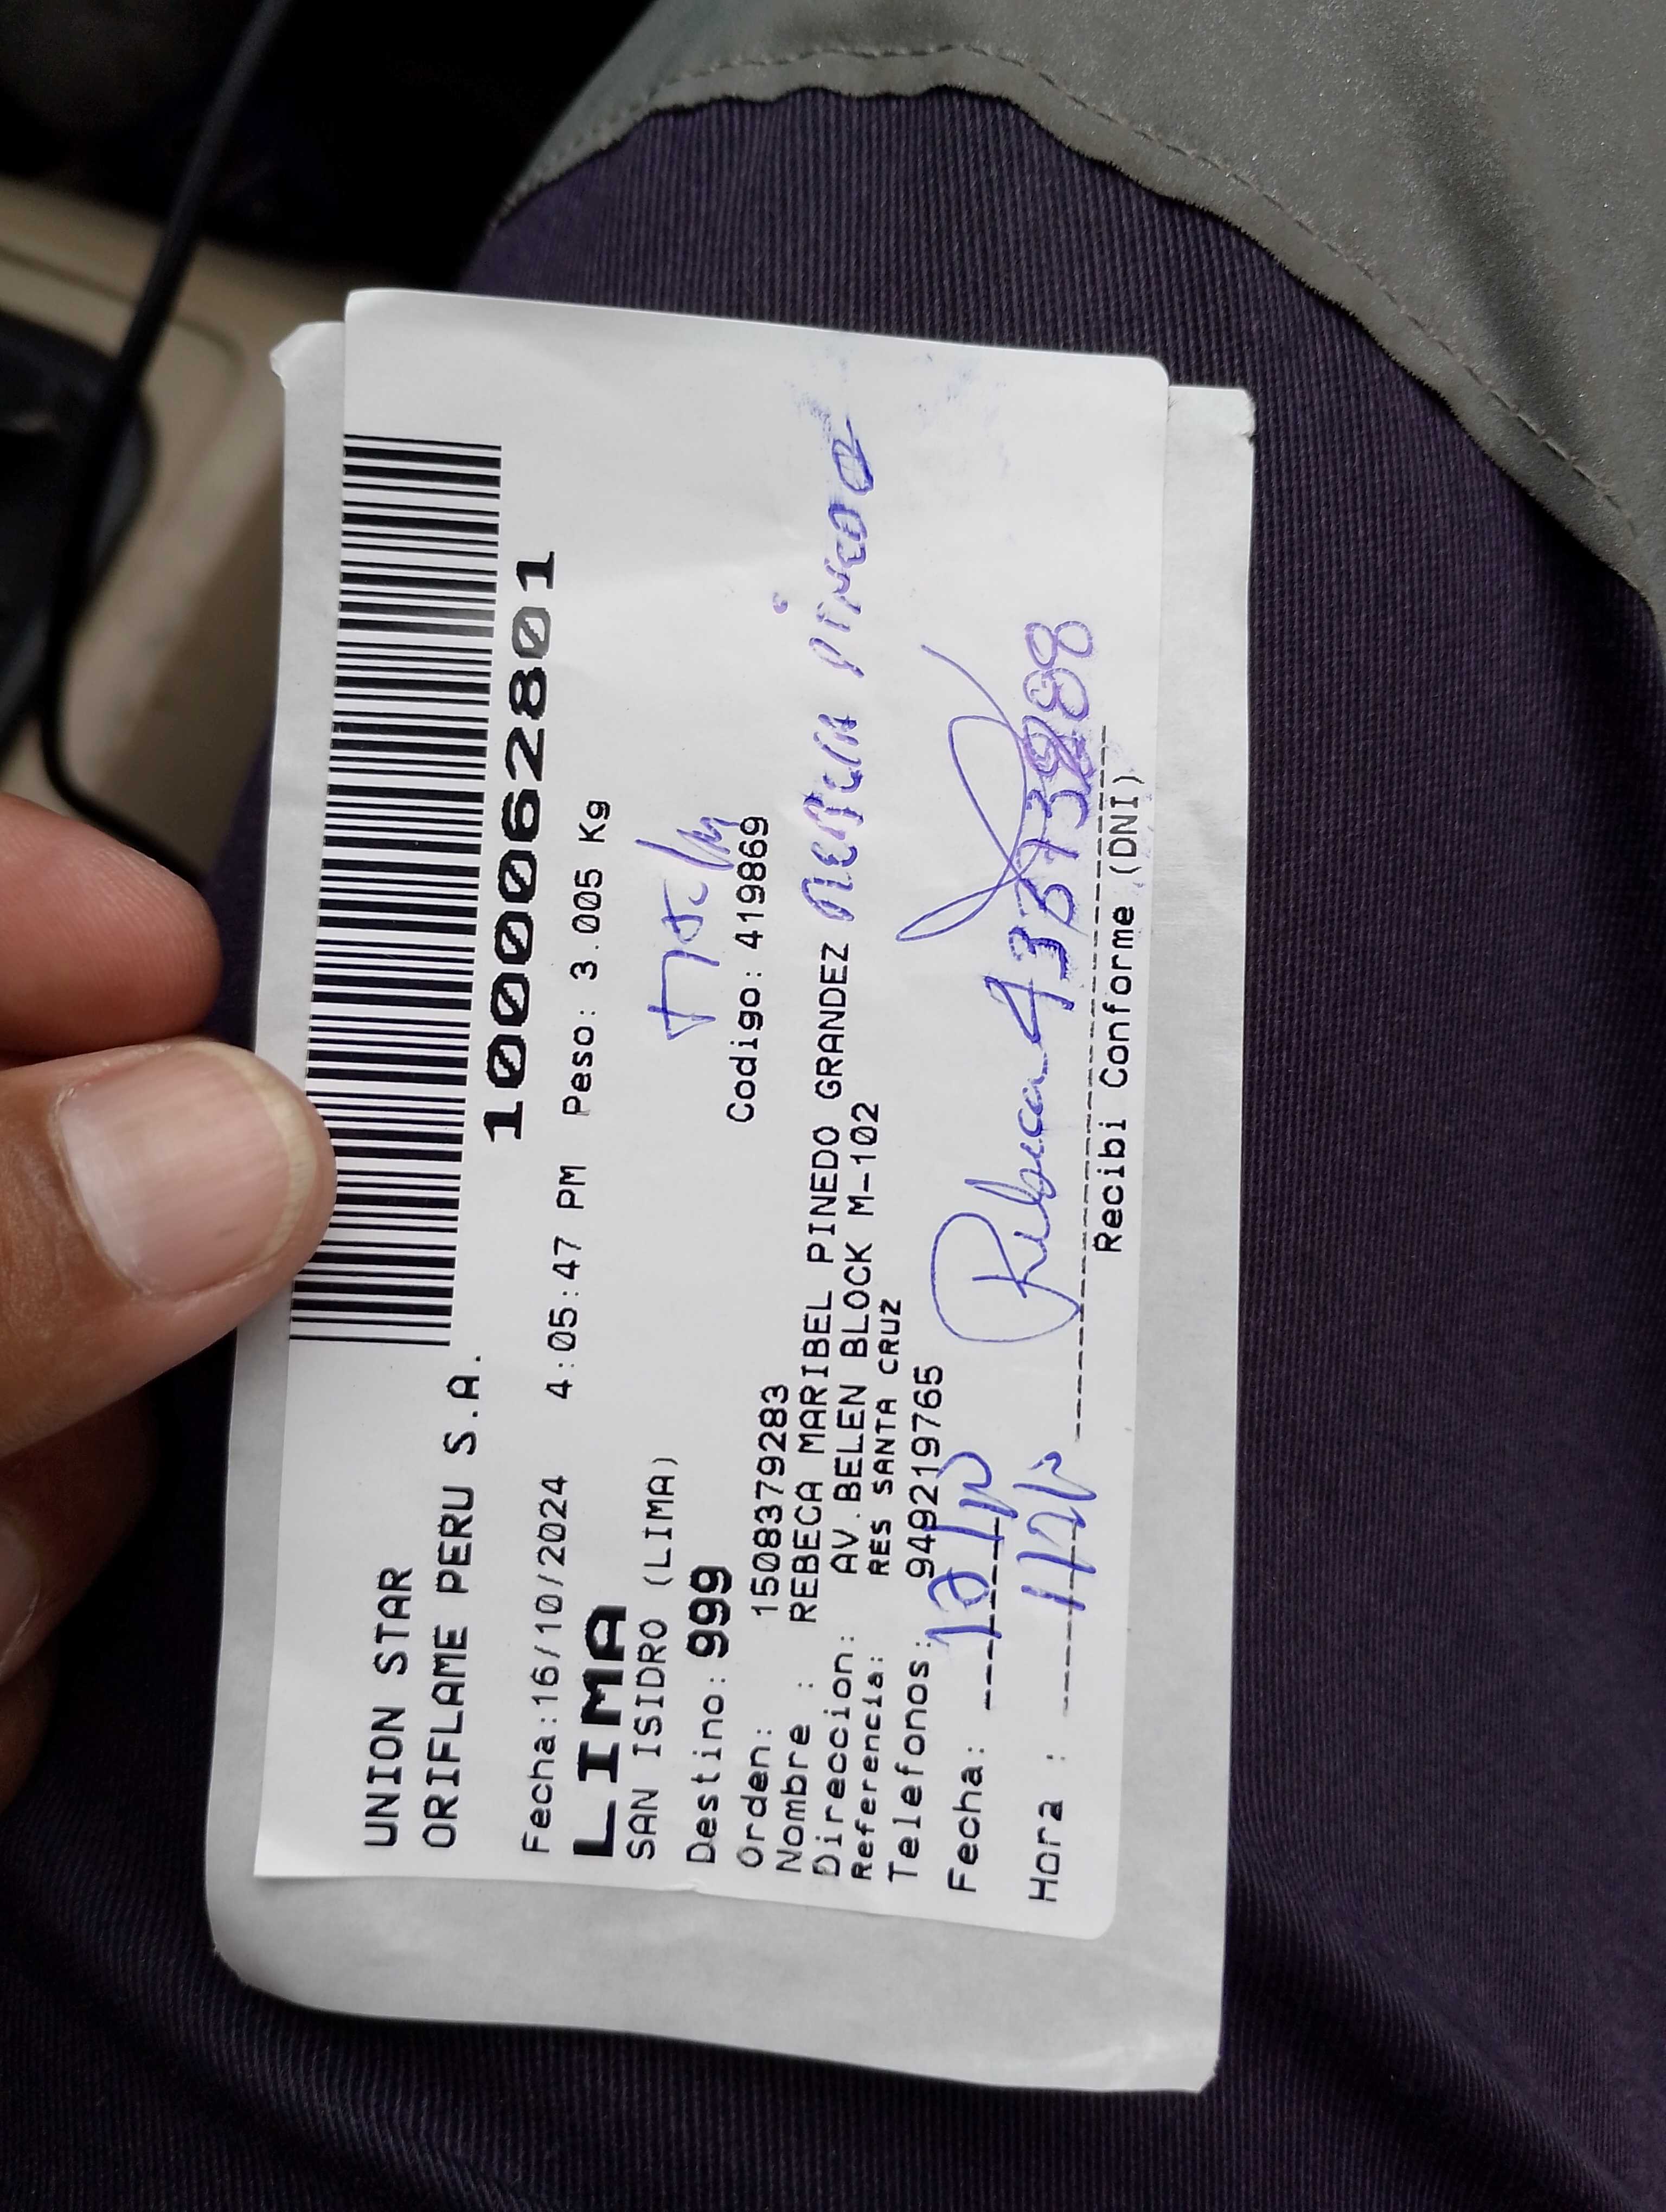 UNION STAR
ORIFLAME PERU S.A.
1000062801
Fecha:16/10/2024 4:05:47 PM Peso: 3.005 Kg
LIMA
SAN ISIDRO (LIMA)
Destino: 999
Orden: 1508379283 Codigo: 419869
Nombre : REBECA MARIBEL PINEDO GRANDEZ
Direccion: AV.BELEN BLOCK M-102
Referencia: RES SANTA CRUZ
Telefonos: 949219765
Fecha:
Rebeca
Hora :
Recibi Conforme (DNI)